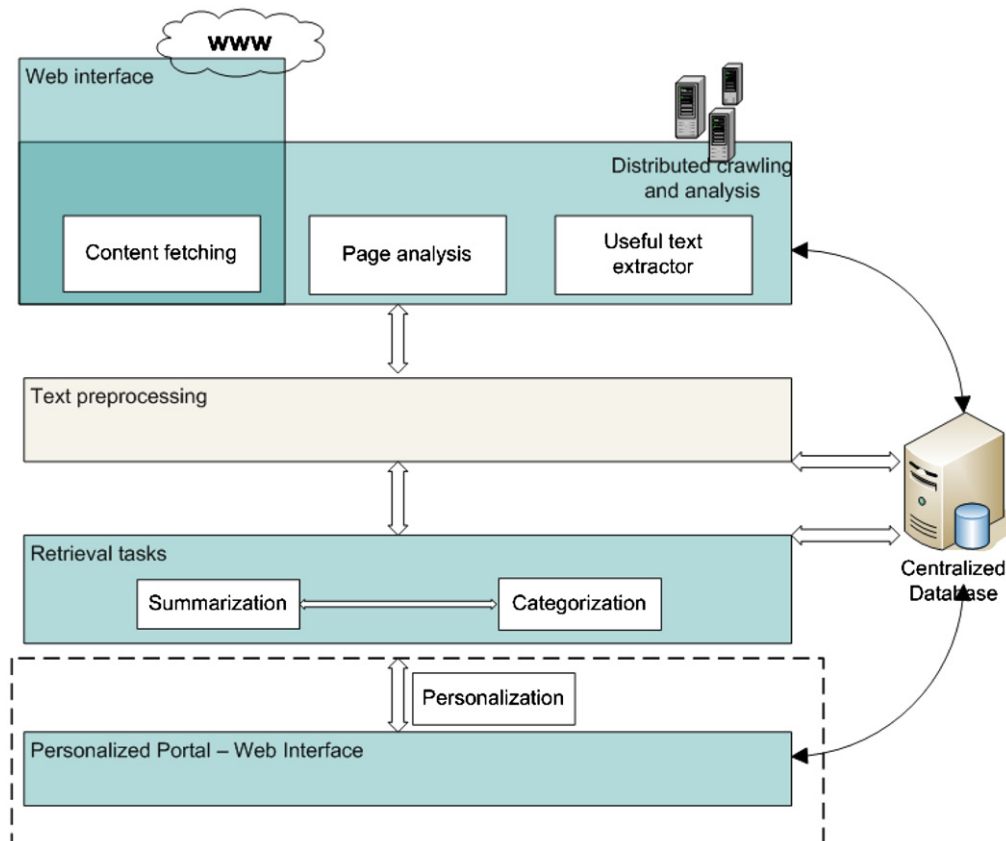 www
Web interface
Distributed crawling
and analysis
Content fetching
Page analysis
Useful text
extractor
Text preprocessing
Retrieval tasks
Summarization
Categorization
Centralized
Database
Personalization
Personalized Portal – Web Interface